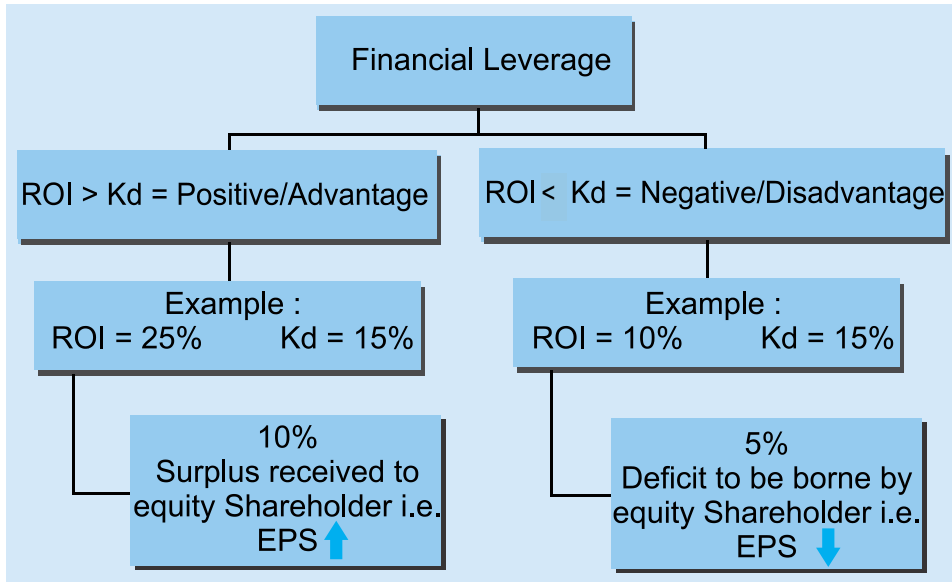 Financial Leverage
ROI > Kd = Positive/Advantage
ROI < Kd = Negative/Disadvantage
Example :
ROI = 25% Kd = 15%
Example :
ROI = 10% Kd = 15%
10%
Surplus received to
equity Shareholder i.e.
EPS
5%
Deficit to be borne by
equity Shareholder i.e.
EPS